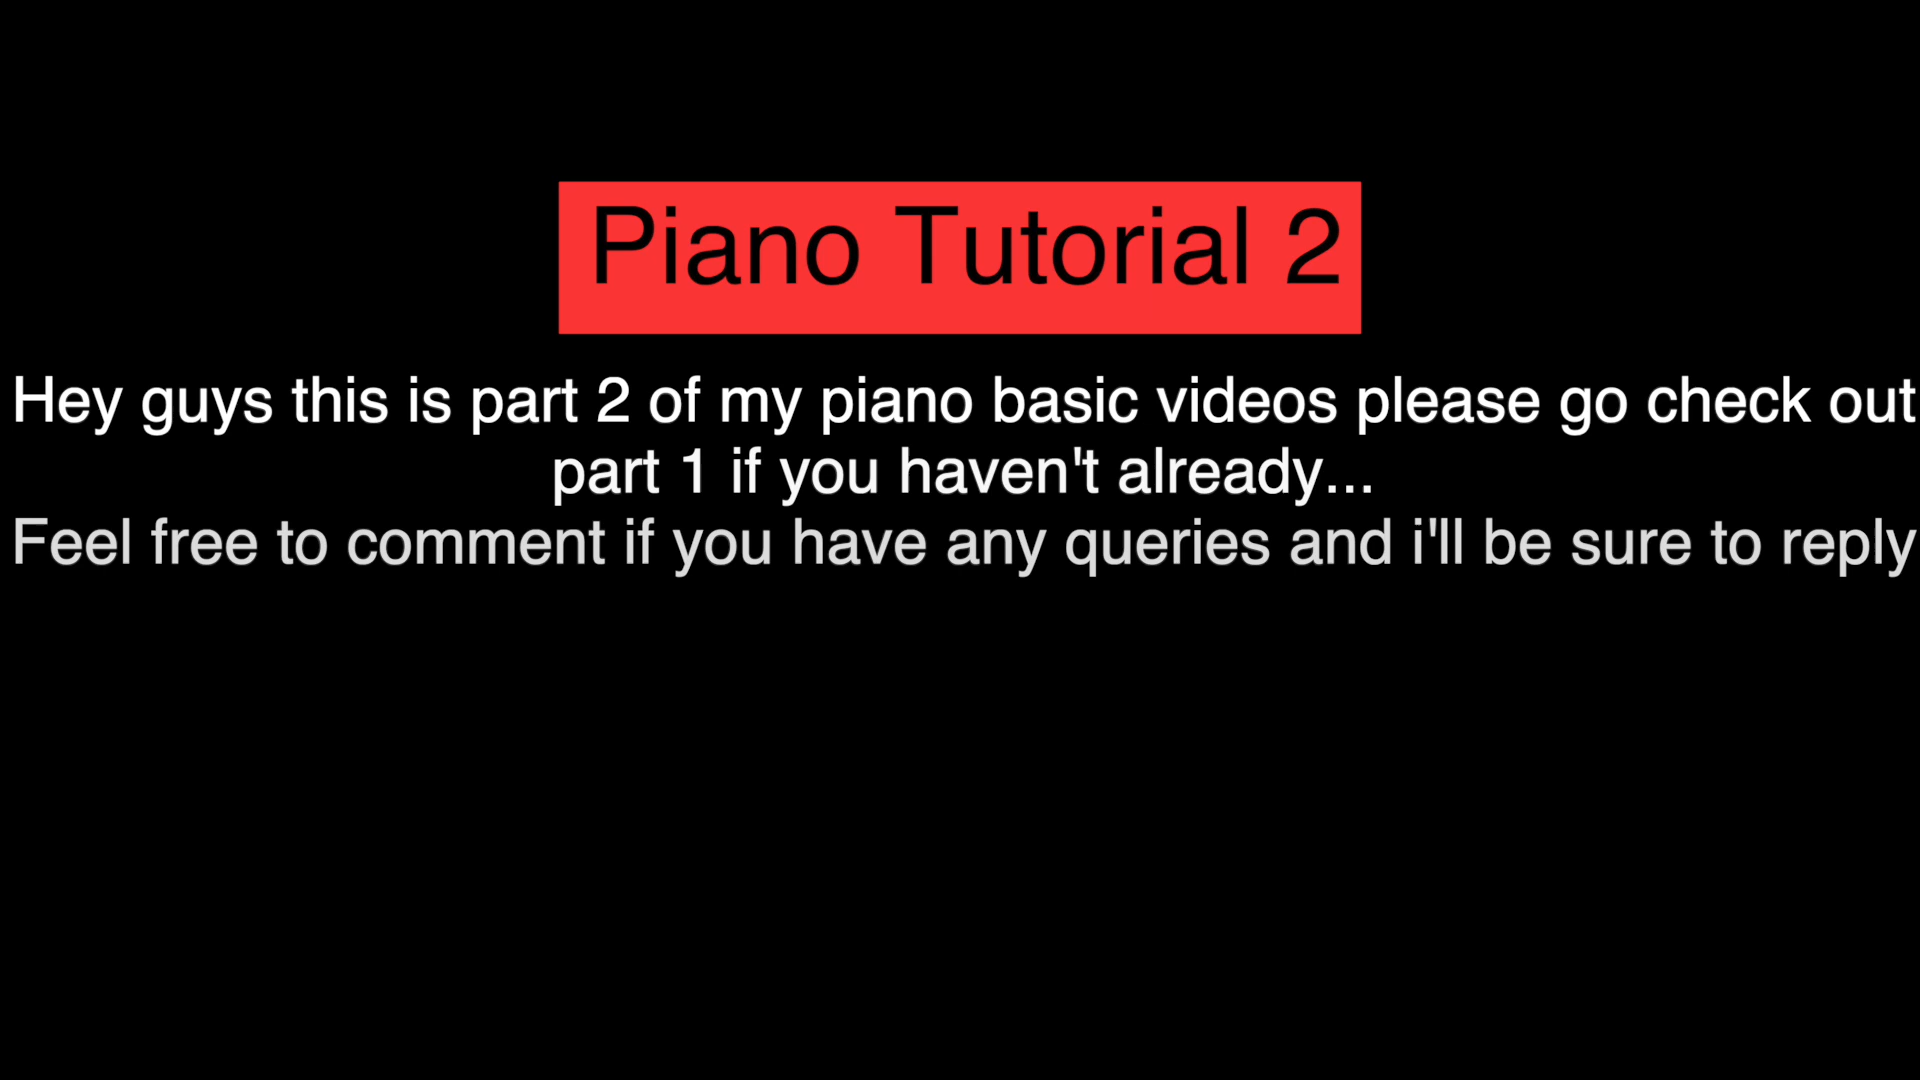 Piano Tutorial 2
Hey guys this is part 2 of my piano basic videos please go check out
part 1 if you haven't already...
Feel free to comment if you have any queries and i'll be sure to reply